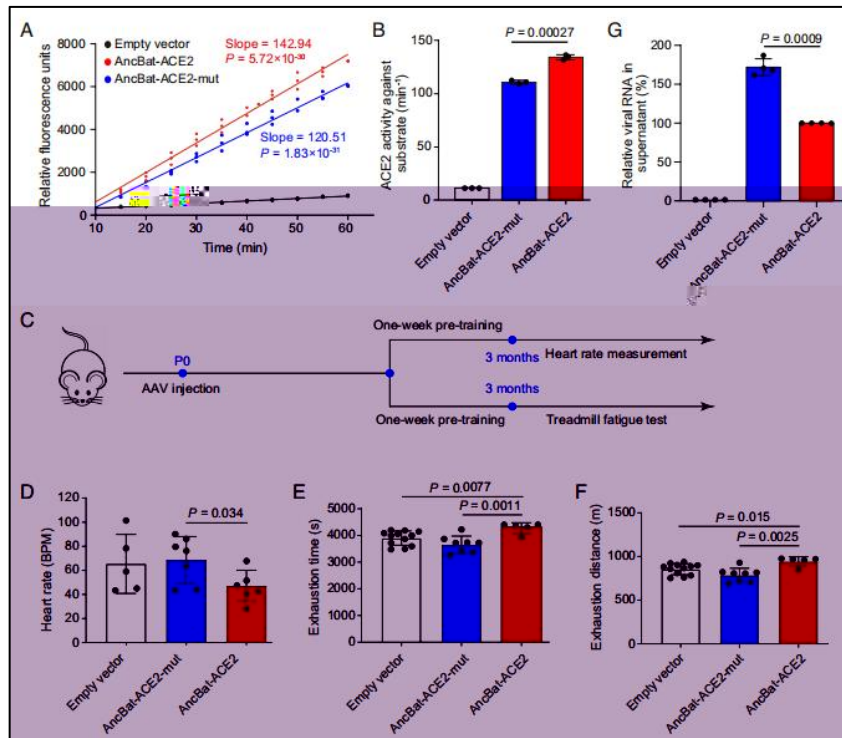 A
Relative fluorescence units
8000
6000
4000
2000
0
10 20 30 40 50 60
Time (min)
Empty vector
AncBat-ACE2
AncBat-ACE2-mut
Slope = 142.94
P = 5.72×10⁻³⁰
Slope = 120.51
P = 1.83×10⁻³¹
B
ACE2 activity against
substrate (min⁻¹)
150
100
50
0
P = 0.00027
Empty vector
AncBat-ACE2-mut
AncBat-ACE2
G
Relative viral RNA in
supernatant (%)
200
150
100
50
0
P = 0.0009
Empty vector
AncBat-ACE2-mut
AncBat-ACE2
C
P0
AAV injection
One-week pre-training
3 months
Heart rate measurement
3 months
One-week pre-training
Treadmill fatigue test
D
Heart rate (BPM)
120
100
80
60
40
20
0
P = 0.034
Empty vector
AncBat-ACE2-mut
AncBat-ACE2
E
Exhaustion time (s)
5000
4000
3000
2000
1000
0
P = 0.0077
P = 0.0011
Empty vector
AncBat-ACE2-mut
AncBat-ACE2
F
Exhaustion distance (m)
1500
1000
500
0
P = 0.015
P = 0.0025
Empty vector
AncBat-ACE2-mut
AncBat-ACE2